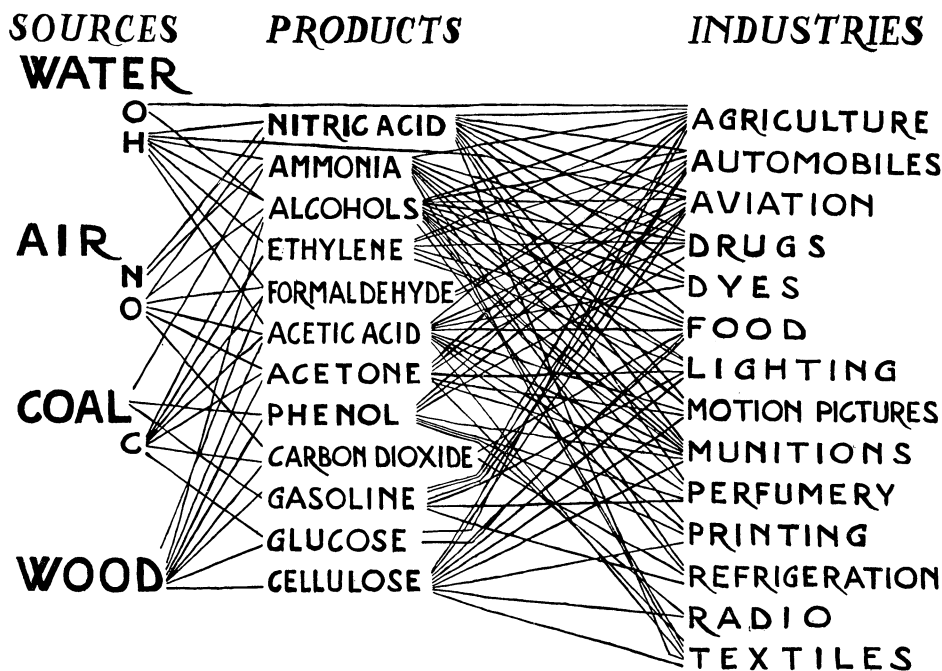 SOURCES PRODUCTS INDUSTRIES
WATER
O
H
AIR
N
O
COAL
C
WOOD
NITRIC ACID
AMMONIA
ALCOHOLS
ETHYLENE
FORMALDEHYDE
ACETIC ACID
ACETONE
PHENOL
CARBON DIOXIDE
GASOLINE
GLUCOSE
CELLULOSE
AGRICULTURE
AUTOMOBILES
AVIATION
DRUGS
DYES
FOOD
LIGHTING
MOTION PICTURES
MUNITIONS
PERFUMERY
PRINTING
REFRIGERATION
RADIO
TEXTILES